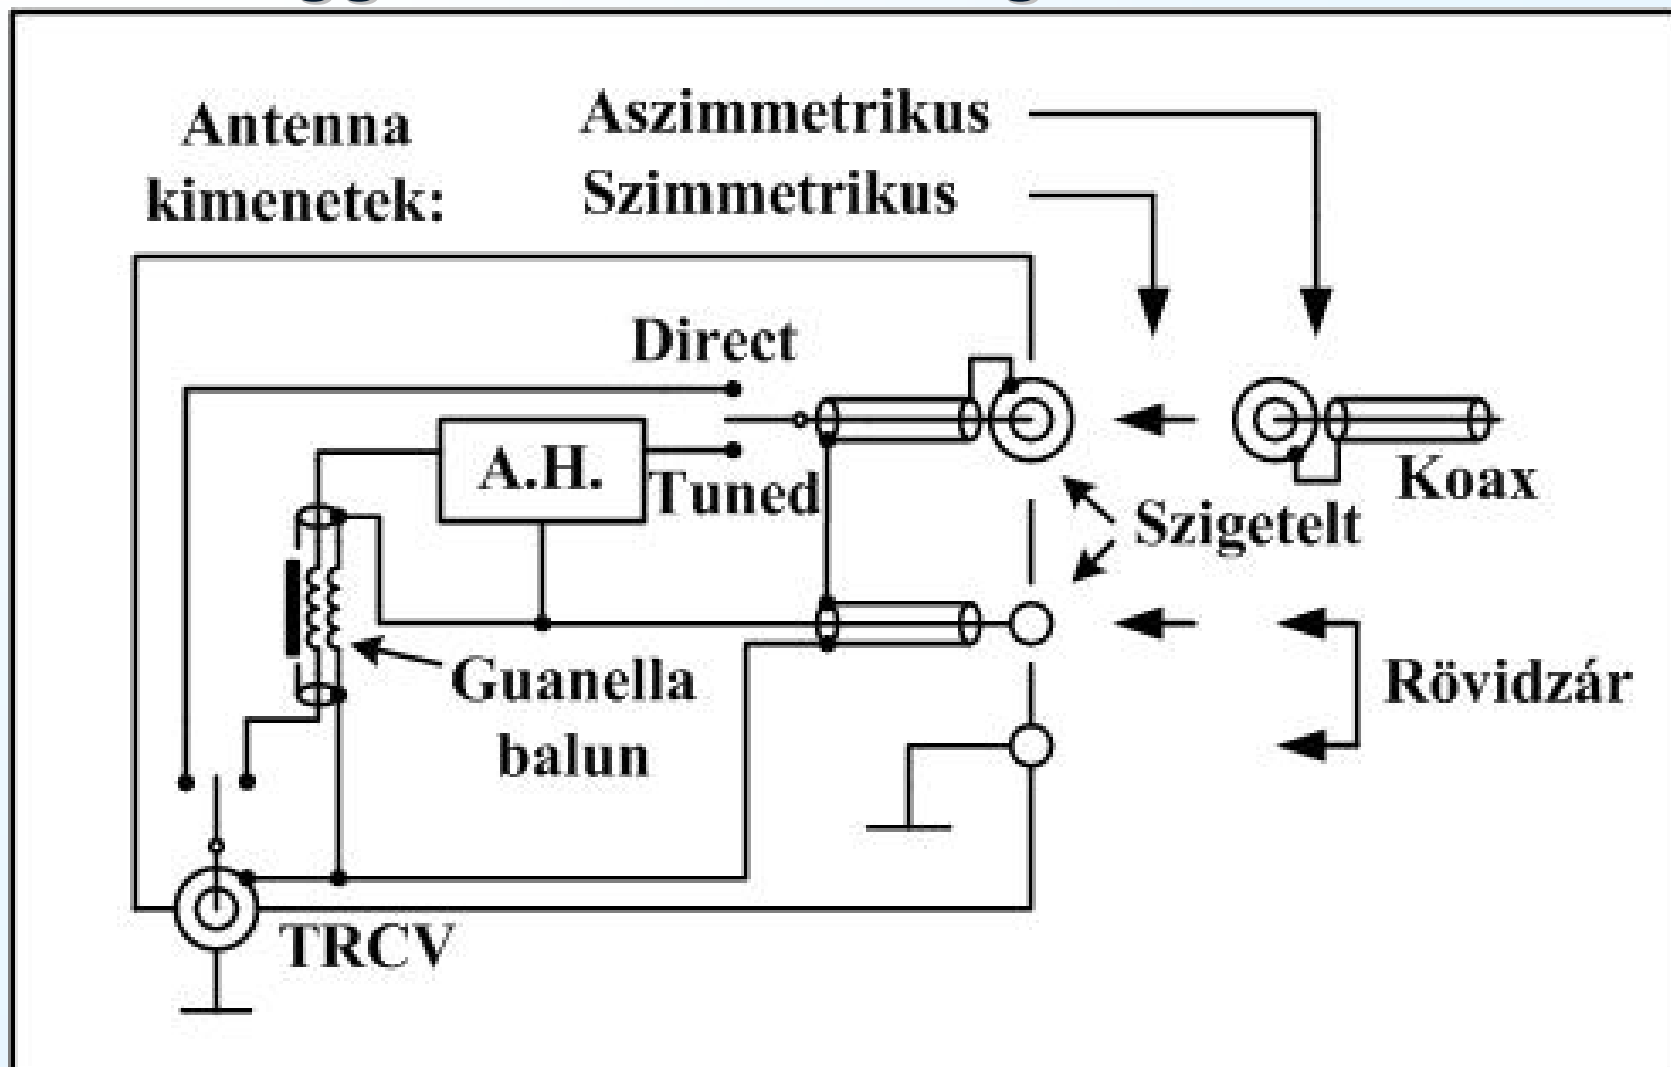 Antenna
kimenetek:
Aszimmetrikus
Szimmetrikus
Direct
A.H.
Tuned
Koax
Szigetelt
Guanella
balun
Rövidzár
TRCV